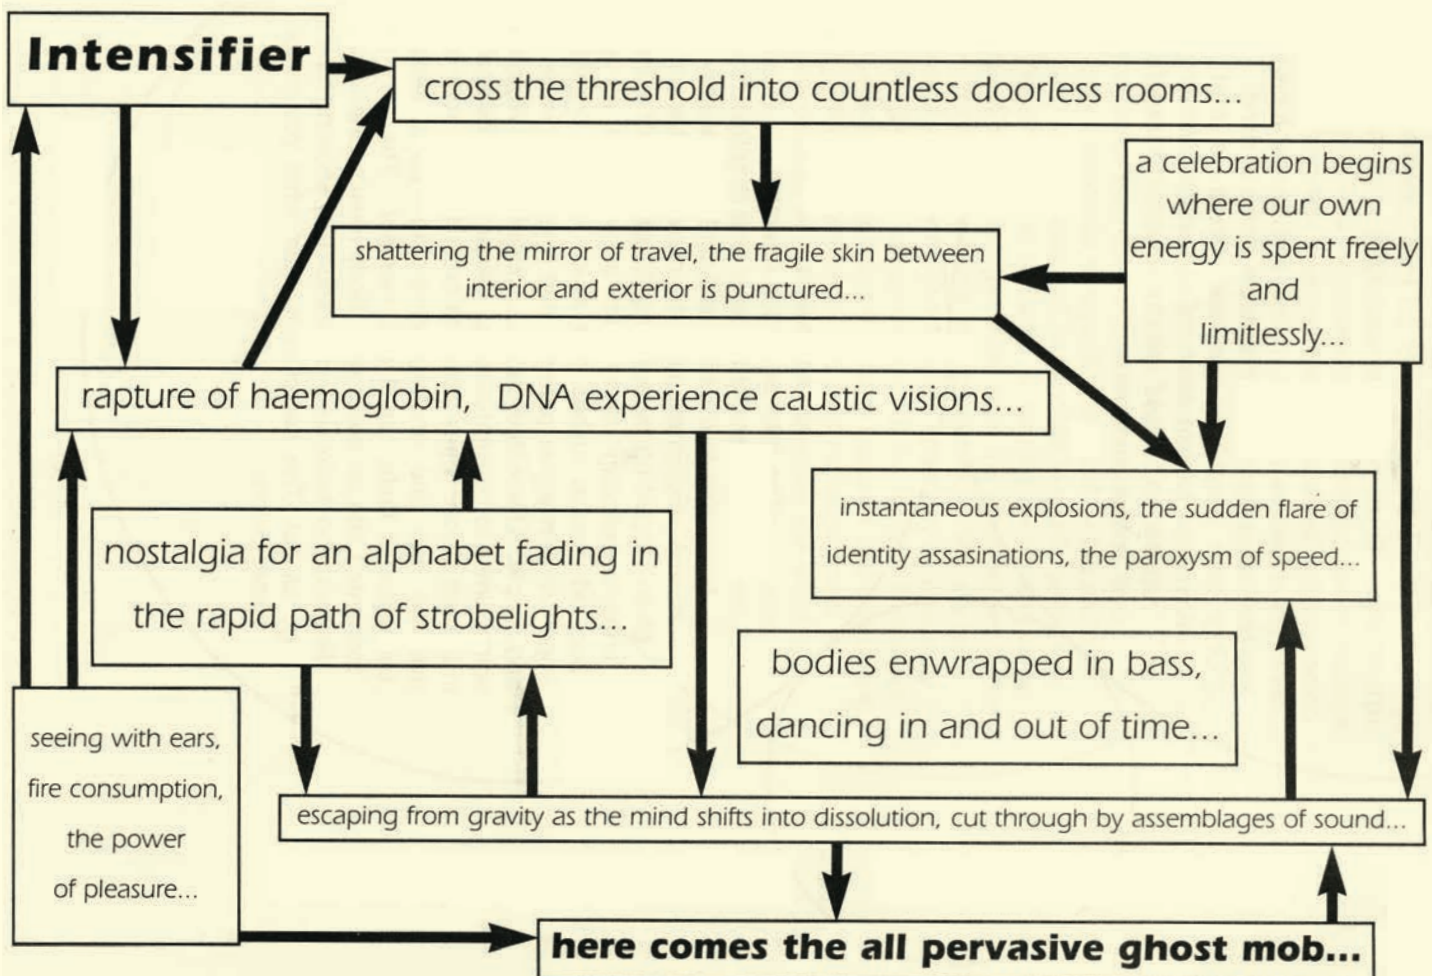 Intensifier
cross the threshold into countless doorless rooms...
a celebration begins
where our own
energy is spent freely
and
limitlessly...
shattering the mirror of travel, the fragile skin between
interior and exterior is punctured...
rapture of haemoglobin, DNA experience caustic visions...
instantaneous explosions, the sudden flare of
identity assasinations, the paroxysm of speed...
nostalgia for an alphabet fading in
the rapid path of strobelights...
bodies enwrapped in bass,
dancing in and out of time...
seeing with ears,
fire consumption,
the power
of pleasure...
escaping from gravity as the mind shifts into dissolution, cut through by assemblages of sound...
here comes the all pervasive ghost mob...